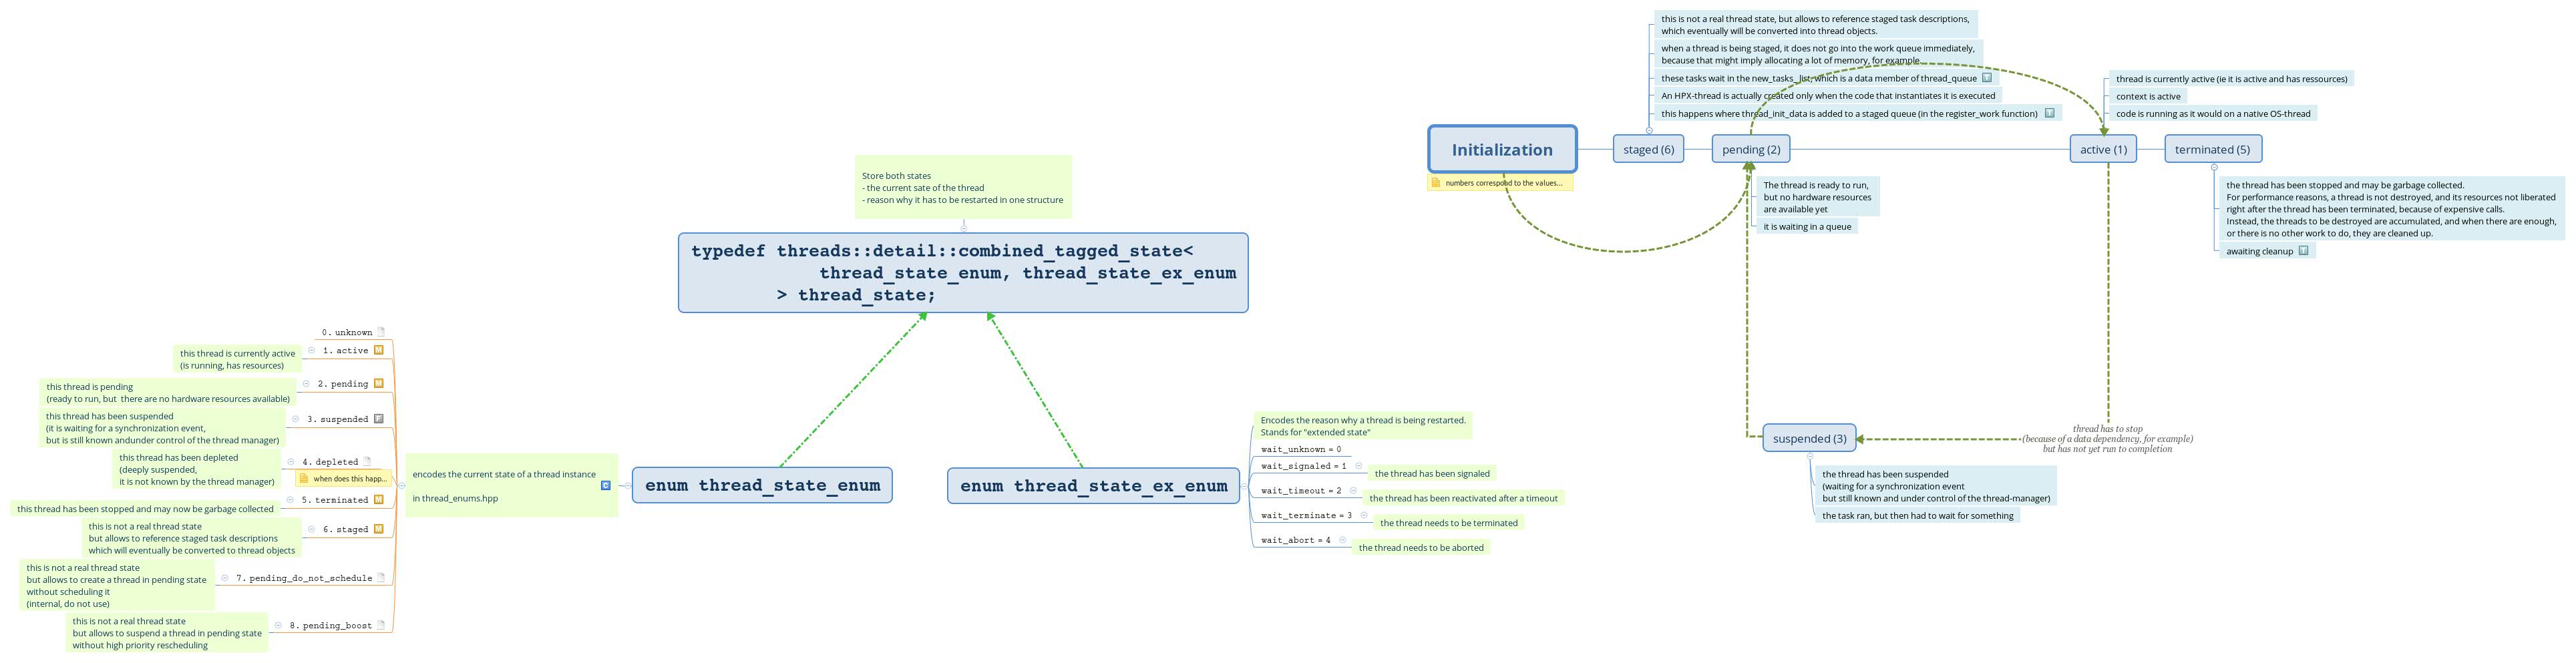 Store both states
- the current sate of the thread
- reason why it has to be restarted in one structure
typedef threads::detail::combined_tagged_state<
thread_state_enum, thread_state_ex_enum
> thread_state;
enum thread_state_enum
encodes the current state of a thread instance
in thread_enums.hpp
0. unknown
1. active
this thread is currently active
(is running, has resources)
2. pending
this thread is pending
(ready to run, but there are no hardware resources available)
3. suspended
this thread has been suspended
(it is waiting for a synchronization event,
but is still known andunder control of the thread manager)
4. depleted
this thread has been depleted
(deeply suspended,
it is not known by the thread manager)
when does this happ...
5. terminated
this thread has been stopped and may now be garbage collected
6. staged
this is not a real thread state
but allows to reference staged task descriptions
which will eventually be converted to thread objects
7. pending_do_not_schedule
this is not a real thread state
but allows to create a thread in pending state
without scheduling it
(internal, do not use)
8. pending_boost
this is not a real thread state
but allows to suspend a thread in pending state
without high priority rescheduling
enum thread_state_ex_enum
Encodes the reason why a thread is being restarted.
Stands for "extended state"
wait_unknown = 0
wait_signaled = 1
the thread has been signaled
wait_timeout = 2
the thread has been reactivated after a timeout
wait_terminate = 3
the thread needs to be terminated
wait_abort = 4
the thread needs to be aborted
Initialization
numbers correspond to the values...
staged (6)
this is not a real thread state, but allows to reference staged task descriptions,
which eventually will be converted into thread objects.
when a thread is being staged, it does not go into the work queue immediately,
because that might imply allocating a lot of memory, for example
these tasks wait in the new_tasks_list, which is a data member of thread_queue
An HPX-thread is actually created only when the code that instantiates it is executed
this happens where thread_init_data is added to a staged queue (in the register_work function)
pending (2)
The thread is ready to run,
but no hardware resources
are available yet
it is waiting in a queue
active (1)
thread is currently active (ie it is active and has ressources)
context is active
code is running as it would on a native OS-thread
terminated (5)
the thread has been stopped and may be garbage collected.
For performance reasons, a thread is not destroyed, and its resources not liberated
right after the thread has been terminated, because of expensive calls.
Instead, the threads to be destroyed are accumulated, and when there are enough,
or there is no other work to do, they are cleaned up.
awaiting cleanup
thread has to stop
(because of a data dependency, for example)
but has not yet run to completion
suspended (3)
the thread has been suspended
(waiting for a synchronization event
but still known and under control of the thread-manager)
the task ran, but then had to wait for something